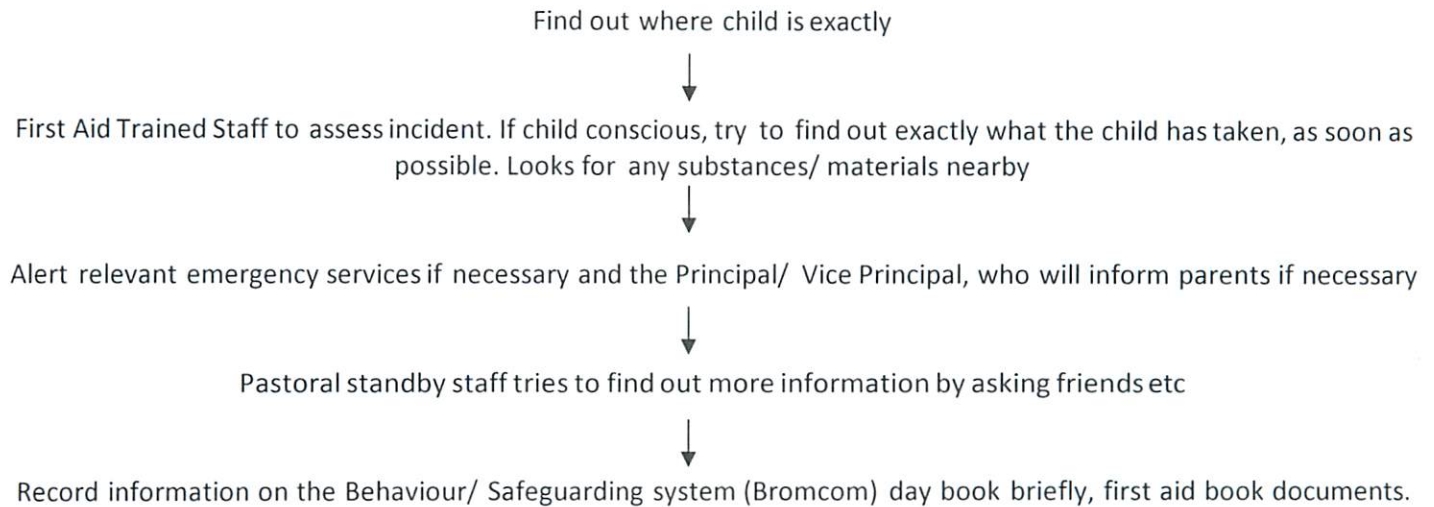 Find out where child is exactly
First Aid Trained Staff to assess incident. If child conscious, try to find out exactly what the child has taken, as soon as
possible. Looks for any substances/ materials nearby
Alert relevant emergency services if necessary and the Principal/ Vice Principal, who will inform parents if necessary
Pastoral standby staff tries to find out more information by asking friends etc
Record information on the Behaviour/ Safeguarding system (Bromcom) day book briefly, first aid book documents.